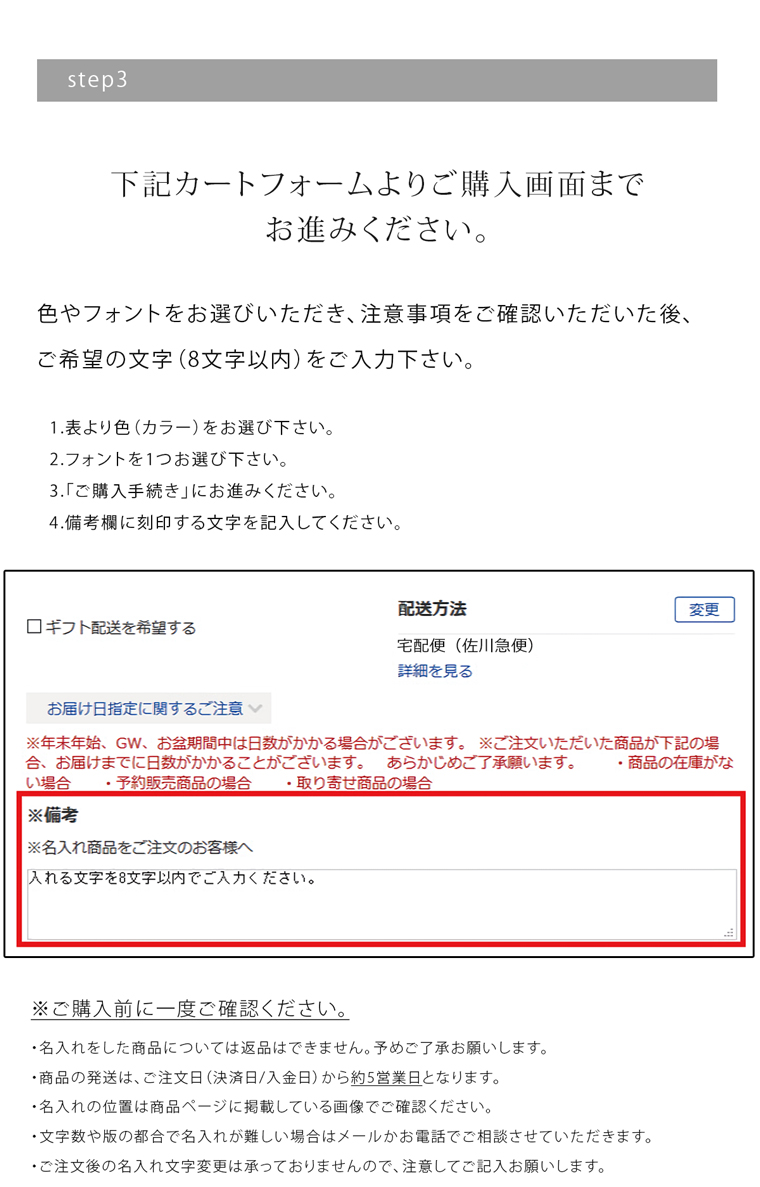 step3
下記カートフォームよりご購入画面まで
お進みください。
色やフォントをお選びいただき、注意事項をご確認いただいた後、
ご希望の文字（8文字以内）をご入力下さい。
1.表より色（カラー）をお選び下さい。
2.フォントを1つお選び下さい。
3.「ご購入手続き」にお進みください。
4.備考欄に刻印する文字を記入してください。
ギフト配送を希望する
配送方法
変更
宅配便（佐川急便）
詳細を見る
お届け日指定に関するご注意
※年末年始、GW、お盆期間中は日数がかかる場合がございます。 ※ご注文いただいた商品が下記の場
合、お届けまでに日数がかかることがございます。　あらかじめご了承願います。　　・商品の在庫がな
い場合　　・予約販売商品の場合　　・取り寄せ商品の場合
※備考
※名入れ商品をご注文のお客様へ
入れる文字を8文字以内でご入力ください。
※ご購入前に一度ご確認ください。
・名入れをした商品については返品はできません。予めご了承お願いします。
・商品の発送は、ご注文日（決済日/入金日）から約5営業日となります。
・名入れの位置は商品ページに掲載している画像でご確認ください。
・文字数や版の都合で名入れが難しい場合はメールかお電話でご相談させていただきます。
・ご注文後の名入れ文字変更は承っておりませんので、注意してご記入お願いします。